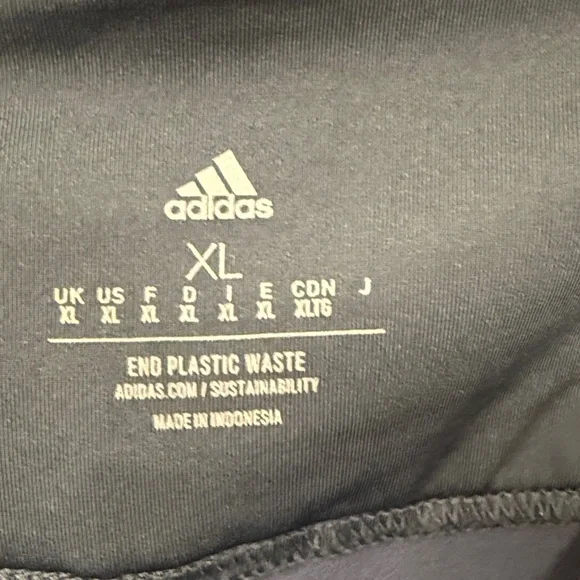 adidas
XL
UK US F D I E CDN J
XL XL XL XL XL XL XLTG
END PLASTIC WASTE
ADIDAS.COM / SUSTAINABILITY
MADE IN INDONESIA